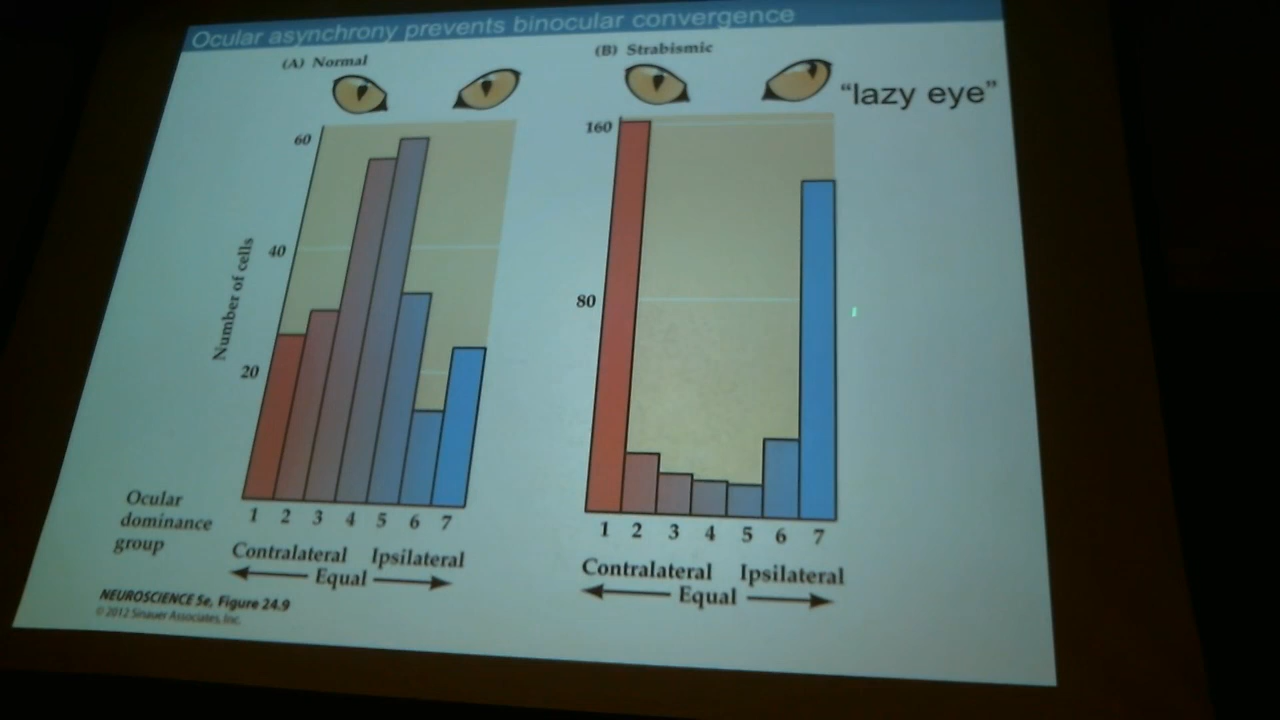 Ocular asynchrony prevents binocular convergence
(A) Normal
(B) Strabismic
"lazy eye"
60
40
20
Number of cells
160
80
Ocular
dominance
group
1 2 3 4 5 6 7
Contralateral Ipsilateral
Equal
1 2 3 4 5 6 7
Contralateral Ipsilateral
Equal
NEUROSCIENCE 5e, Figure 24.9
© 2012 Sinauer Associates, Inc.